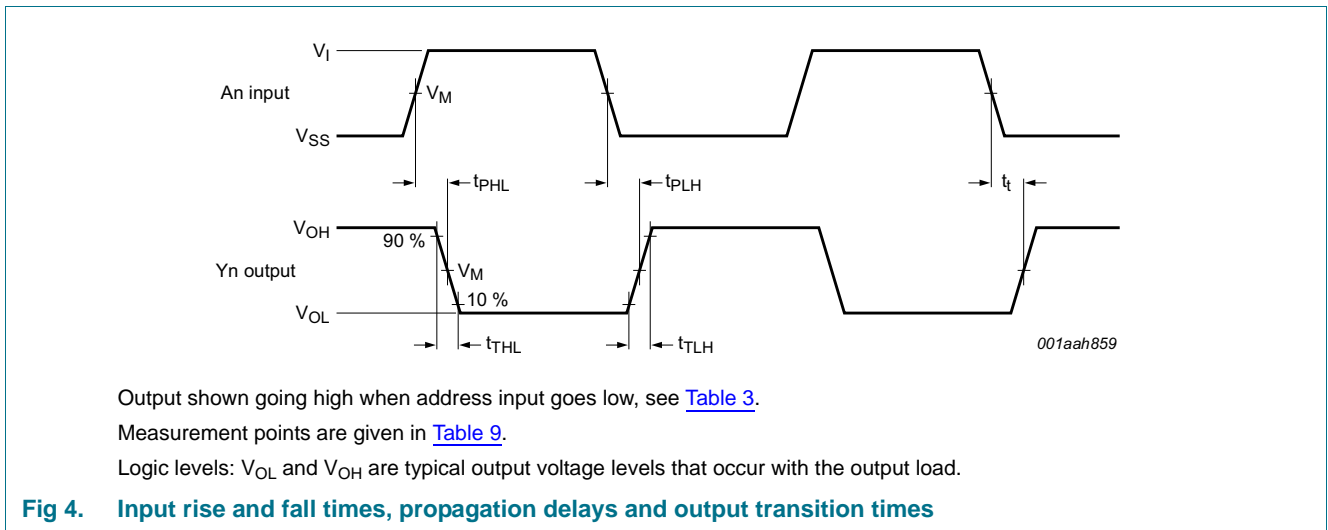 VI
An input
VM
VSS
tPHL
tPLH
tt
VOH
90 %
Yn output
VM
10 %
VOL
tTHL
tTLH
001aah859
Output shown going high when address input goes low, see Table 3.
Measurement points are given in Table 9.
Logic levels: VOL and VOH are typical output voltage levels that occur with the output load.
Fig 4. Input rise and fall times, propagation delays and output transition times